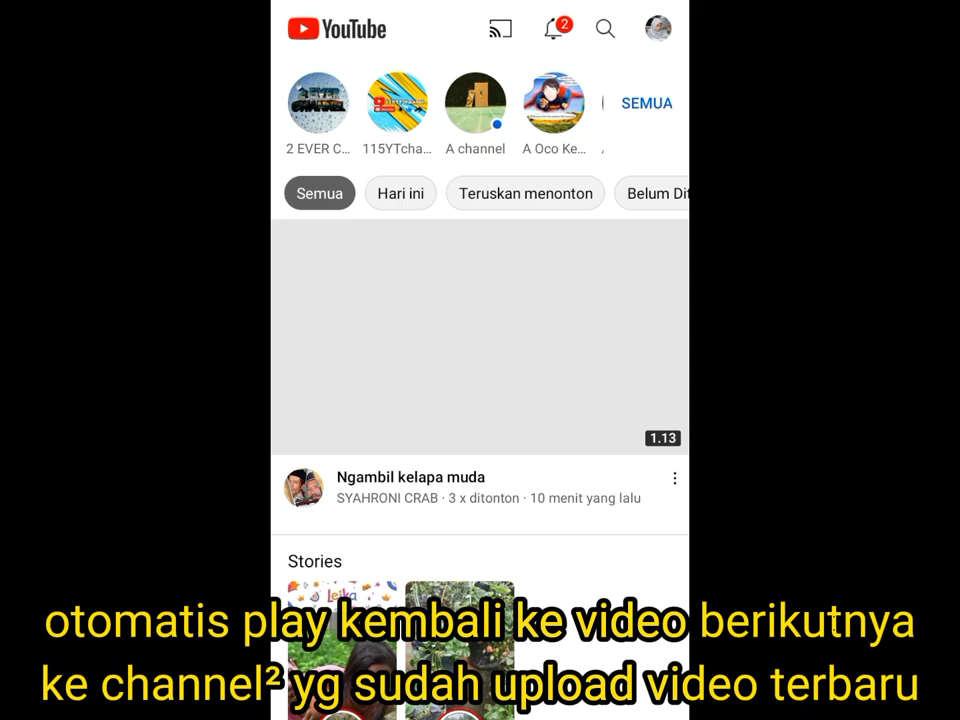 YouTube
2
SEMUA
2 EVER C... 115YTcha... A channel A Oco Ke...
Semua Hari ini Teruskan menonton Belum Dit
1.13
Ngambil kelapa muda
SYAHRONI CRAB · 3 x ditonton · 10 menit yang lalu
Stories
Leika
otomatis play kembali ke video berikutnya
ke channel² yg sudah upload video terbaru